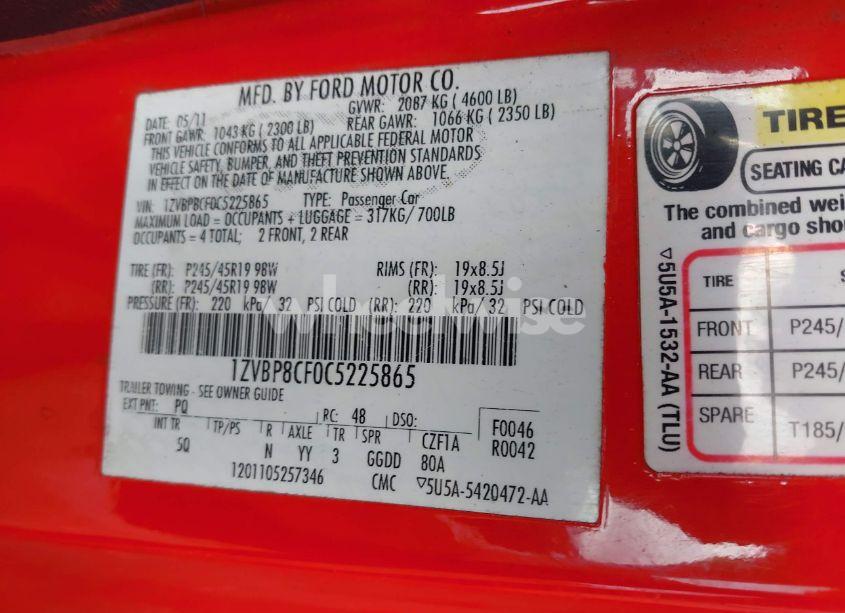 MFD. BY FORD MOTOR CO.
DATE: 05/11 GVWR: 2087 KG ( 4600 LB)
FRONT GAWR: 1043 KG ( 2300 LB) REAR GAWR: 1066 KG ( 2350 LB)
THIS VEHICLE CONFORMS TO ALL APPLICABLE FEDERAL MOTOR
VEHICLE SAFETY, BUMPER, AND THEFT PREVENTION STANDARDS
IN EFFECT ON THE DATE OF MANUFACTURE SHOWN ABOVE.
VIN: 1ZVBP8CF0C5225865 TYPE: Passenger Car
MAXIMUM LOAD = OCCUPANTS + LUGGAGE = 317KG/ 700LB
OCCUPANTS = 4 TOTAL; 2 FRONT, 2 REAR
TIRE (FR): P245/45R19 98W RIMS (FR): 19x8.5J
(RR): P245/45R19 98W (RR): 19x8.5J
PRESSURE (FR): 220 kPa/ 32 PSI COLD (RR): 220 kPa/ 32 PSI COLD
wheelwise
1ZVBP8CF0C5225865
TRAILER TOWING - SEE OWNER GUIDE
EXT PNT: PQ RC: 48 DSO: F0046
INT TR TP/PS R AXLE TR SPR CZF1A R0042
5Q N YY 3 GGDD 80A
1201105257346 CMC ▽5U5A-5420472-AA
TIRE
SEATING CA
The combined wei
and cargo sho
TIRE S
FRONT P245/
REAR P245/
SPARE T185/
▽5U5A-1532-AA (TLU)